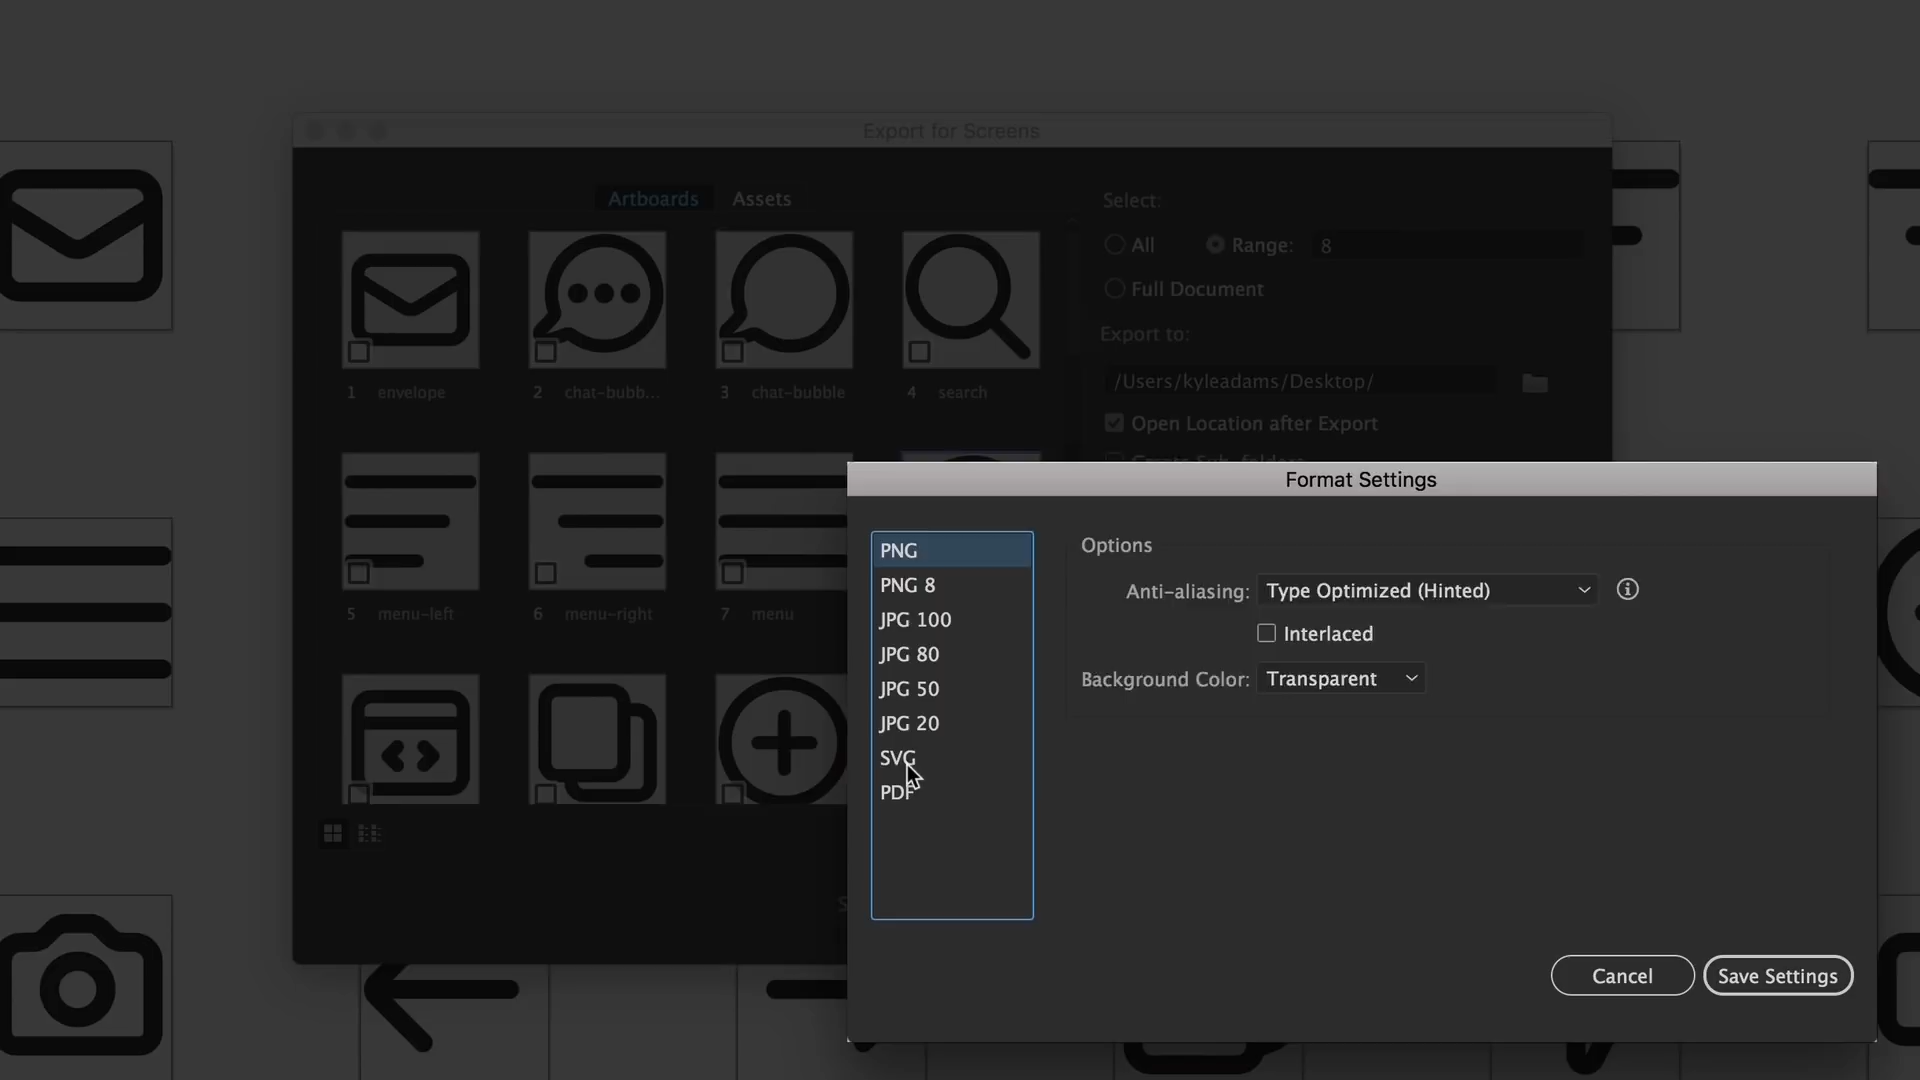 Export for Screens
Artboards Assets
Select:
All Range: 8
Full Document
Export to:
/Users/kyleadams/Desktop/
Open Location after Export
1 envelope 2 chat-bubb... 3 chat-bubble 4 search
5 menu-left 6 menu-right 7 menu
Format Settings
PNG
PNG 8
JPG 100
JPG 80
JPG 50
JPG 20
SVG
PDF
Options
Anti-aliasing: Type Optimized (Hinted)
Interlaced
Background Color: Transparent
Cancel Save Settings